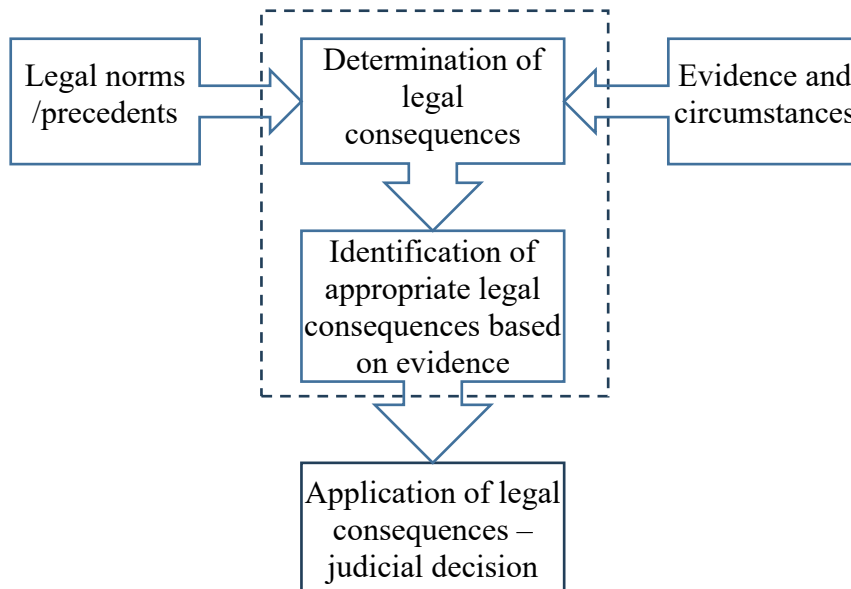 Legal norms
/precedents
Determination of
legal
consequences
Evidence and
circumstances
Identification of
appropriate legal
consequences based
on evidence
Application of legal
consequences –
judicial decision